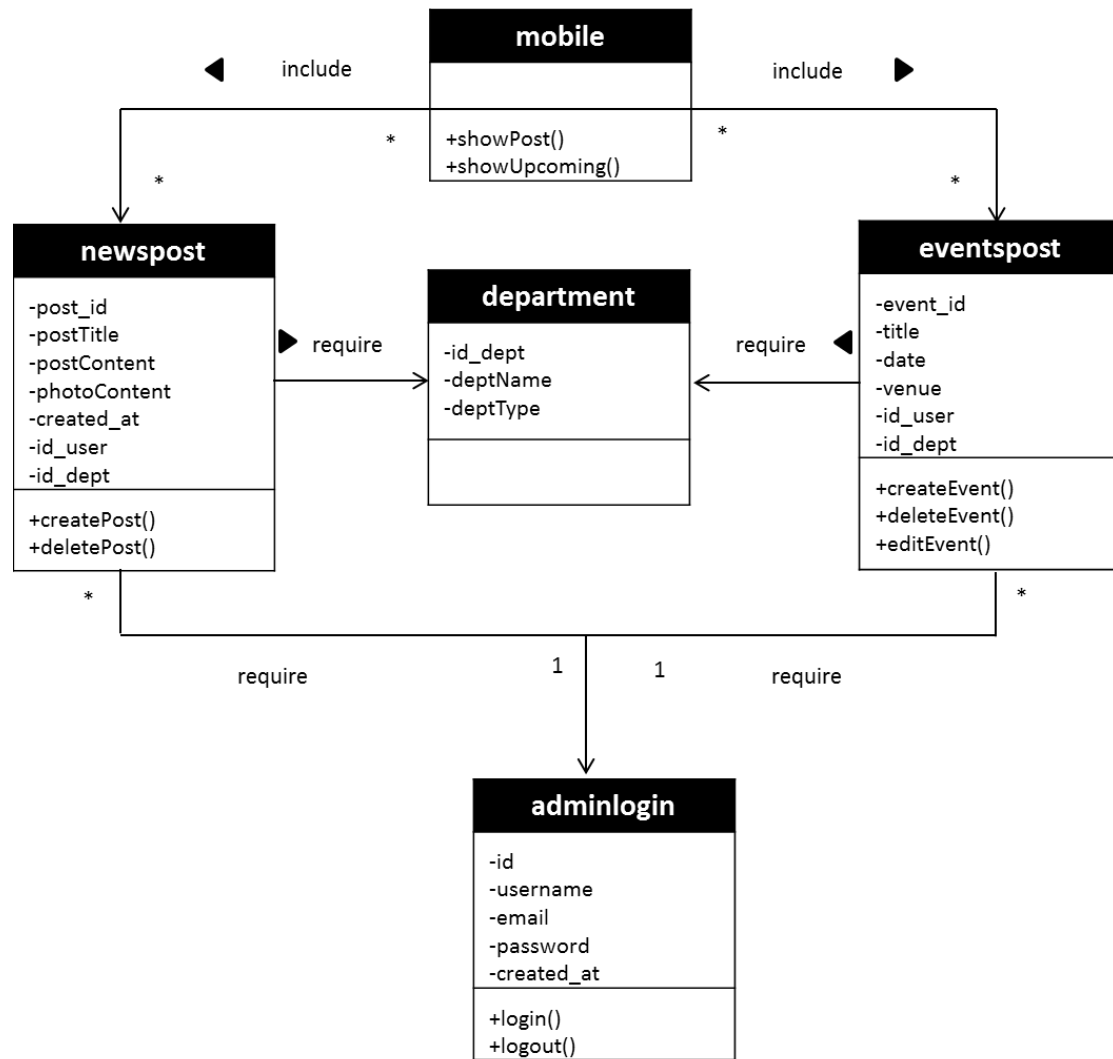 mobile
include
include
*
*
+showPost()
+showUpcoming()
*
*
newspost
-post_id
-postTitle
-postContent
-photoContent
-created_at
-id_user
-id_dept
+createPost()
+deletePost()
require
department
-id_dept
-deptName
-deptType
require
eventspost
-event_id
-title
-date
-venue
-id_user
-id_dept
+createEvent()
+deleteEvent()
+editEvent()
*
*
require
1
1
require
adminlogin
-id
-username
-email
-password
-created_at
+login()
+logout()